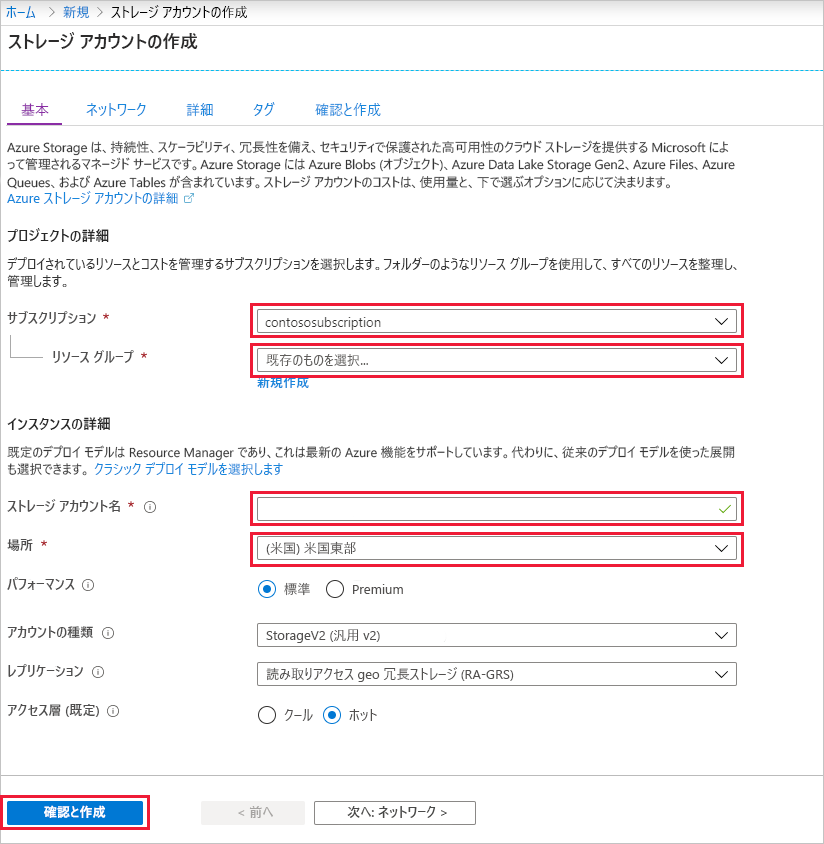 ホーム > 新規 > ストレージ アカウントの作成
ストレージ アカウントの作成
基本 ネットワーク 詳細 タグ 確認と作成
Azure Storage は、持続性、スケーラビリティ、冗長性を備え、セキュリティで保護された高可用性のクラウド ストレージを提供する Microsoft によ
って管理されるマネージド サービスです。Azure Storage には Azure Blobs (オブジェクト)、Azure Data Lake Storage Gen2、Azure Files、Azure
Queues、および Azure Tables が含まれています。ストレージ アカウントのコストは、使用量と、下で選ぶオプションに応じて決まります。
Azure ストレージ アカウントの詳細
プロジェクトの詳細
デプロイされているリソースとコストを管理するサブスクリプションを選択します。フォルダーのようなリソース グループを使用して、すべてのリソースを整理し、
管理します。
サブスクリプション * contososubscription
リソース グループ * 既存のものを選択...
新規作成
インスタンスの詳細
既定のデプロイ モデルは Resource Manager であり、これは最新の Azure 機能をサポートしています。代わりに、従来のデプロイ モデルを使った展開
も選択できます。 クラシック デプロイ モデルを選択します
ストレージ アカウント名 *
場所 * (米国) 米国東部
パフォーマンス 標準 Premium
アカウントの種類 StorageV2 (汎用 v2)
レプリケーション 読み取りアクセス geo 冗長ストレージ (RA-GRS)
アクセス層 (既定) クール ホット
確認と作成 < 前へ 次へ: ネットワーク >